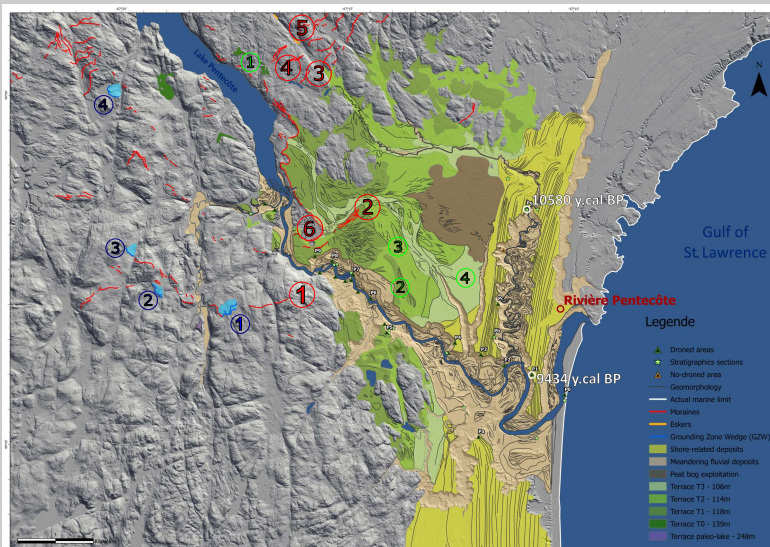 5
1
4
3
Lake Pentecôte
4
N
10580 y.cal BP
2
6
3
Gulf of
St. Lawrence
3
4
2
2
1
1
Rivière Pentecôte
Legende
9434 y.cal BP
Droned areas
Stratigraphics sections
No-droned area
Geomorphology
Actual marine limit
Moraines
Eskers
Grounding Zone Wedge (GZW)
Shore-related deposits
Meandering fluvial deposits
Peat bog exploitation
Terrace T3 - 106m
Terrace T2 - 114m
Terrace T1 - 118m
Terrace T0 - 139m
Terrace paleo-lake - 248m